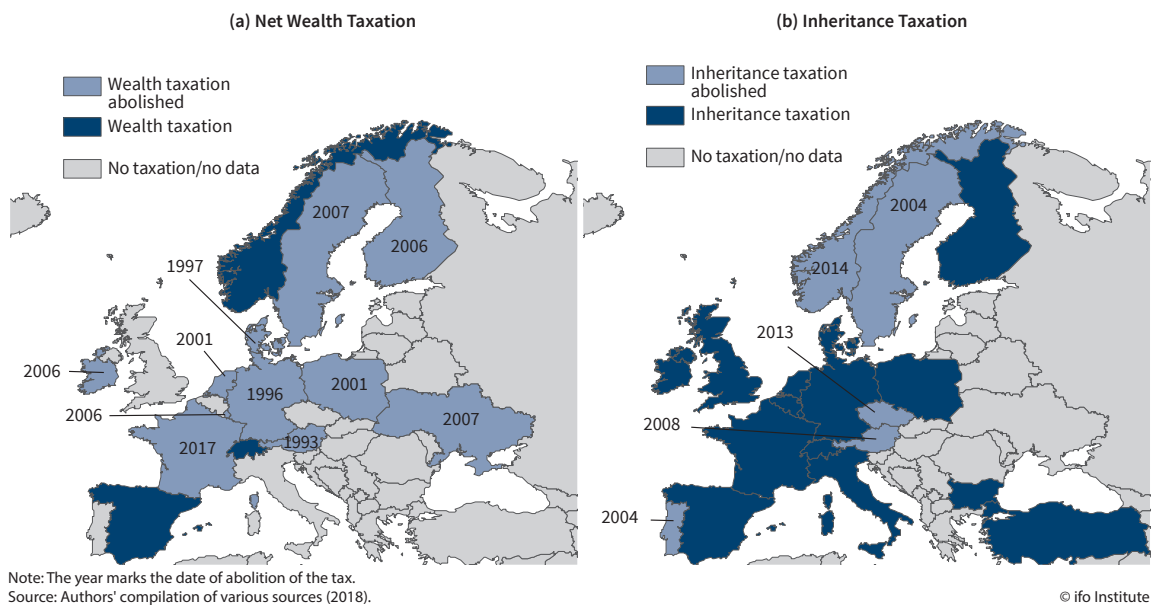 (a) Net Wealth Taxation
Wealth taxation
abolished
Wealth taxation
No taxation/no data
2007
2006
1997
2001
2006
2006
1996
2001
2007
1993
2017
(b) Inheritance Taxation
Inheritance taxation
abolished
Inheritance taxation
No taxation/no data
2004
2014
2013
2008
2004
Note: The year marks the date of abolition of the tax.
Source: Authors' compilation of various sources (2018).
© ifo Institute